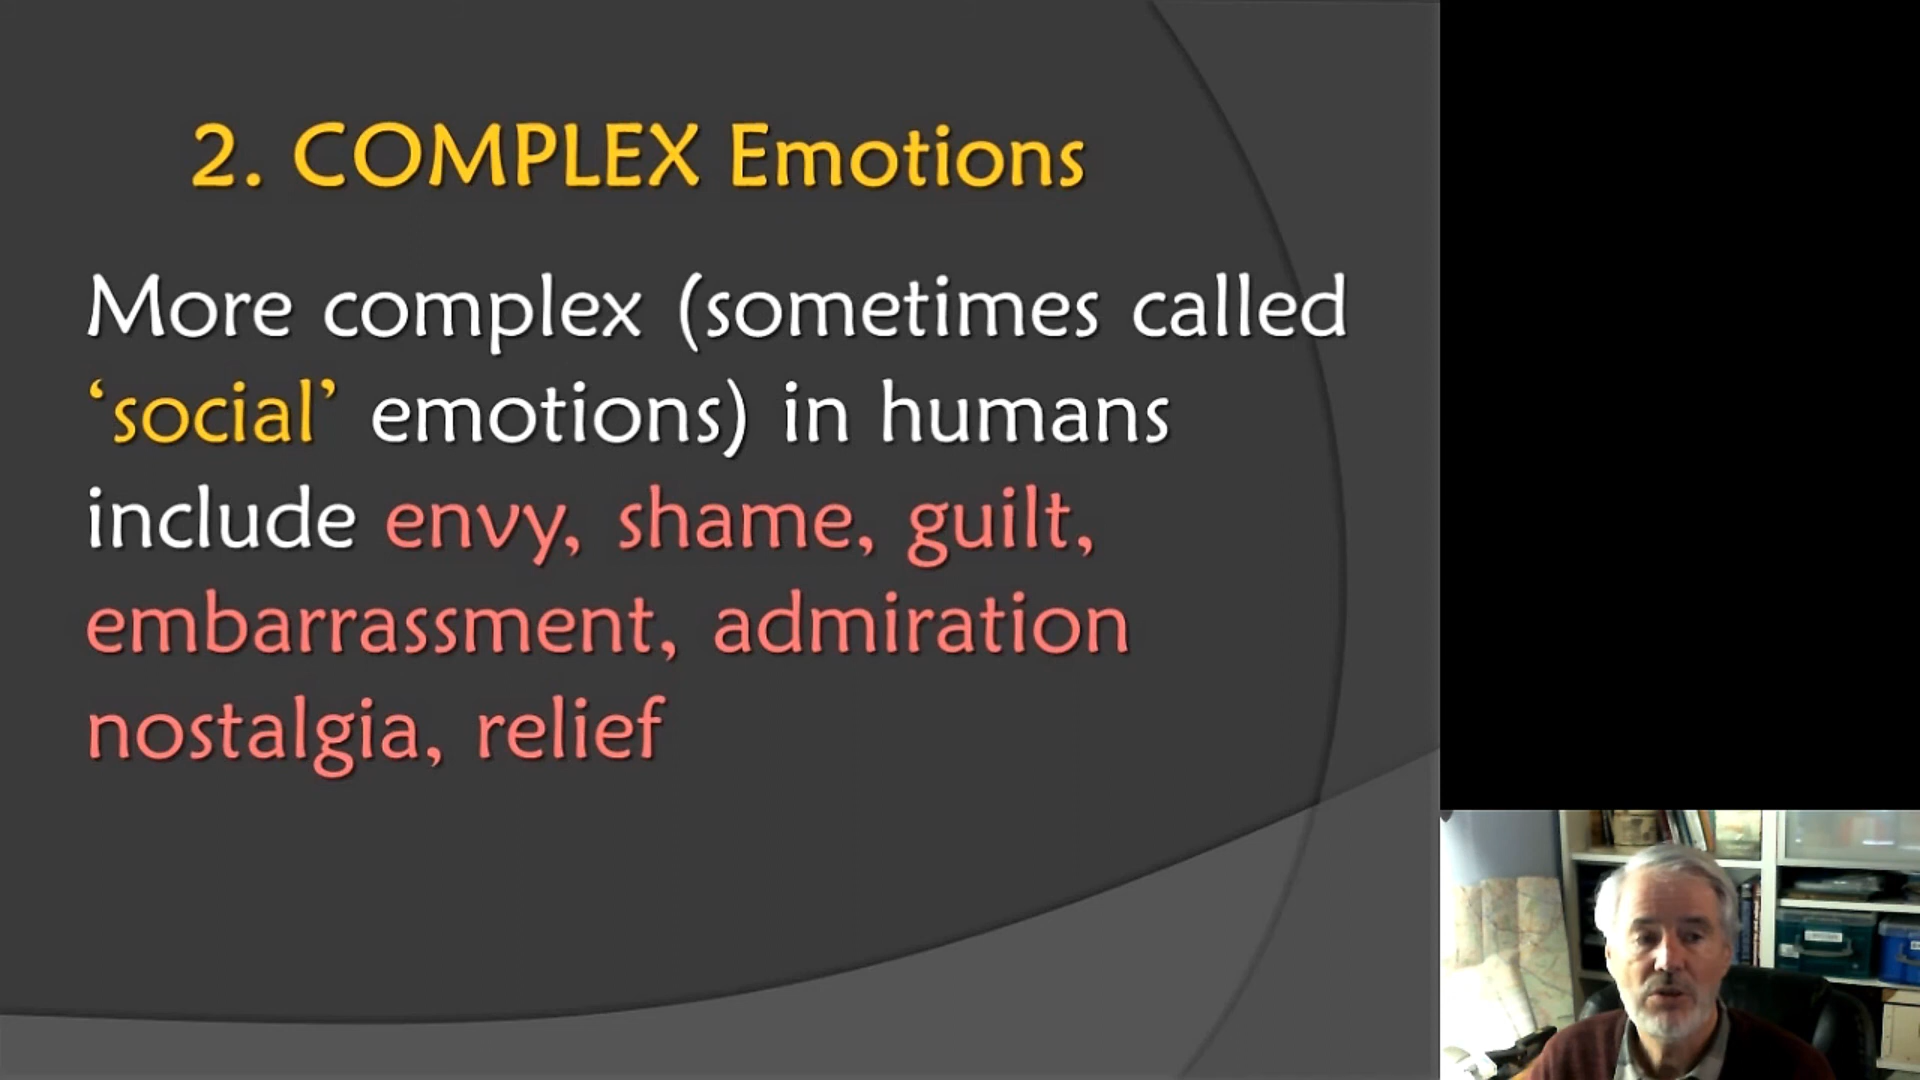 2. COMPLEX Emotions
More complex (sometimes called
‘social’ emotions) in humans
include envy, shame, guilt,
embarrassment, admiration
nostalgia, relief